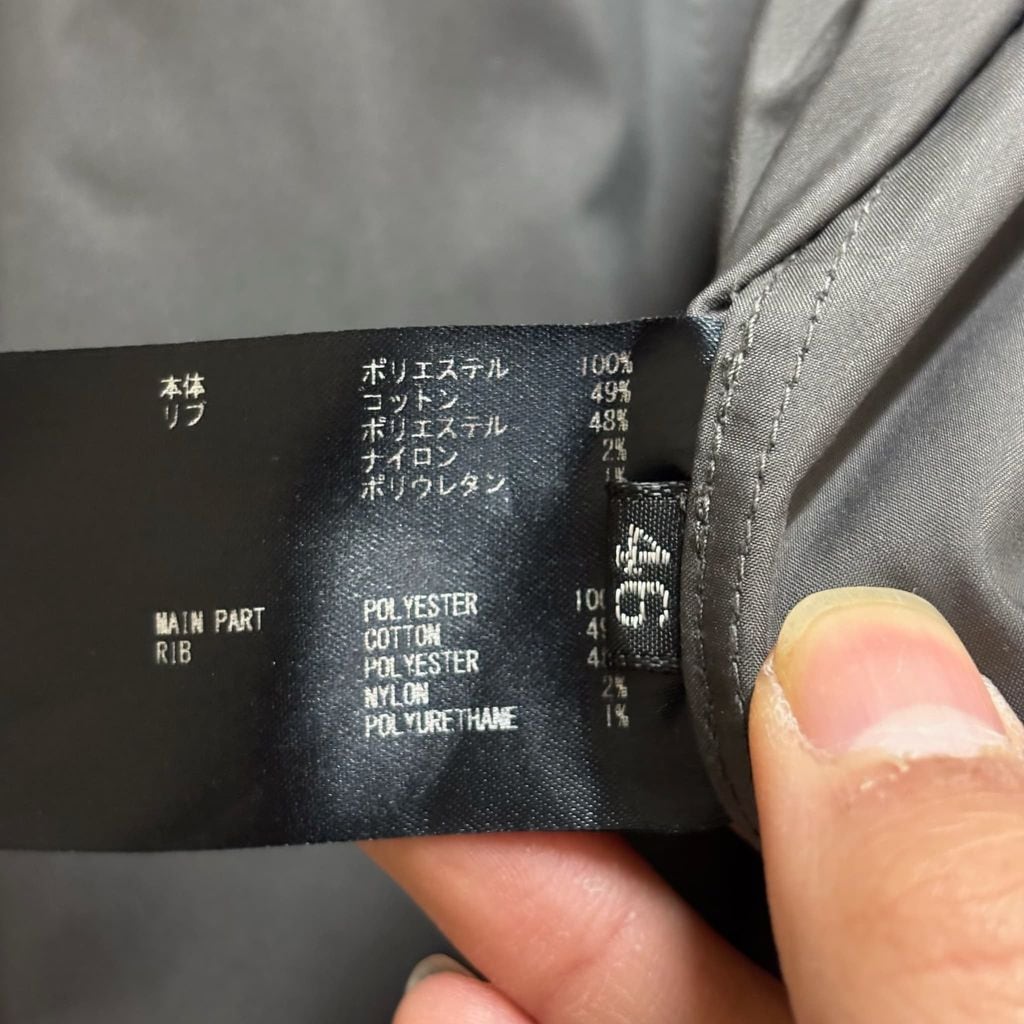 本体 ポリエステル 100%
リブ コットン 49%
ポリエステル 48%
ナイロン 2%
ポリウレタン 1%
46
MAIN PART POLYESTER
RIB COTTON
POLYESTER
NYLON 2%
POLYURETHANE 1%